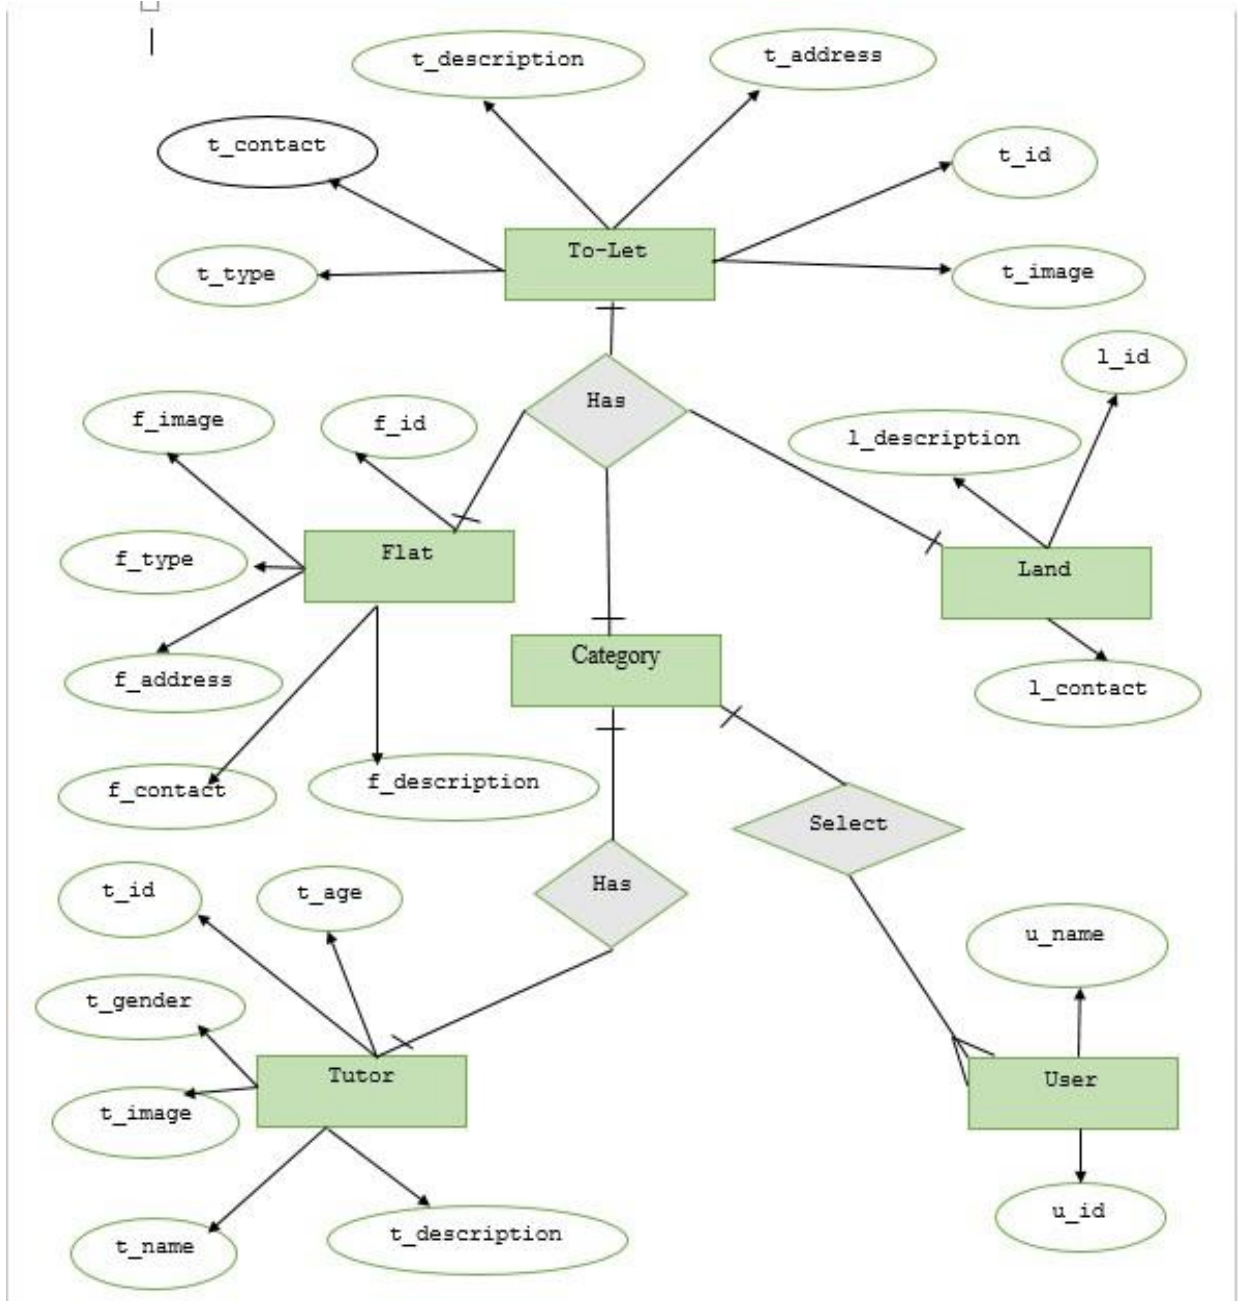 t_description
t_address
t_contact
t_id
To-Let
t_type
t_image
l_id
Has
f_image
f_id
l_description
Flat
f_type
Land
Category
f_address
l_contact
f_description
f_contact
Select
Has
t_id
t_age
u_name
t_gender
Tutor
User
t_image
u_id
t_description
t_name